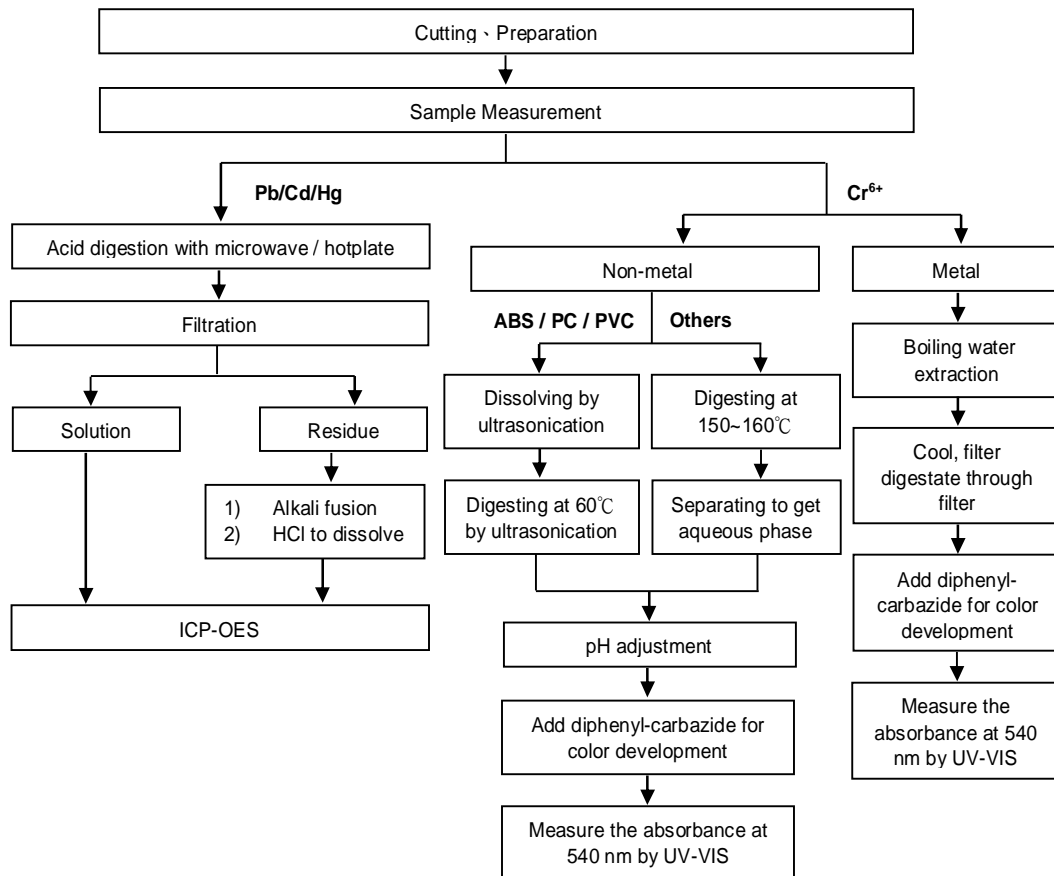 Cutting、Preparation
Sample Measurement
Pb/Cd/Hg
Acid digestion with microwave / hotplate
Filtration
Solution
Residue
1) Alkali fusion
2) HCl to dissolve
ICP-OES
Cr⁶⁺
Non-metal
ABS / PC / PVC
Others
Dissolving by
ultrasonication
Digesting at 60℃
by ultrasonication
Digesting at
150~160℃
Separating to get
aqueous phase
pH adjustment
Add diphenyl-carbazide for
color development
Measure the absorbance at
540 nm by UV-VIS
Metal
Boiling water
extraction
Cool, filter
digestate through
filter
Add diphenyl-
carbazide for color
development
Measure the
absorbance at 540
nm by UV-VIS